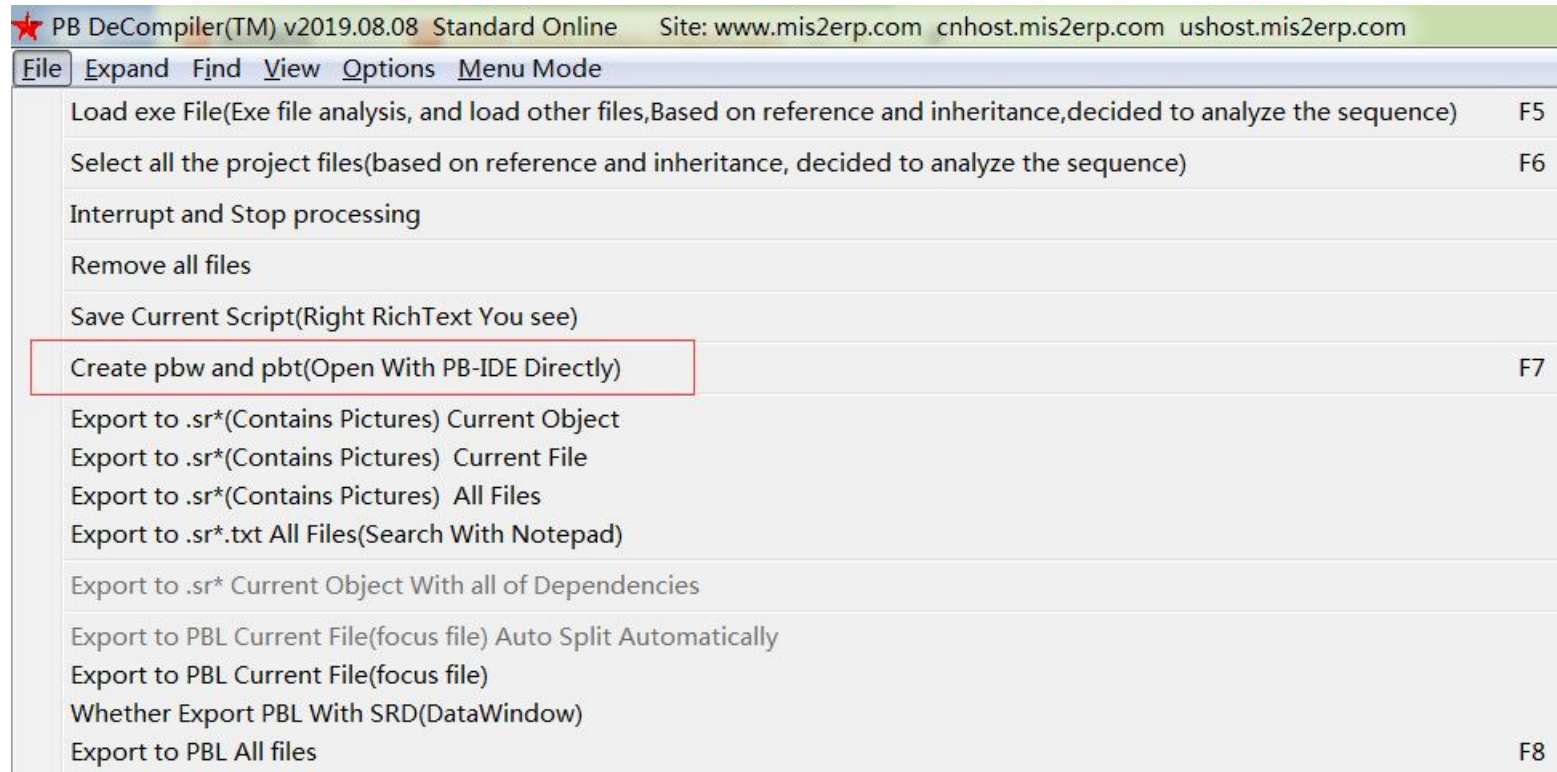 PB DeCompiler(TM) v2019.08.08 Standard Online Site: www.mis2erp.com cnhost.mis2erp.com ushost.mis2erp.com
File Expand Find View Options Menu Mode
Load exe File(Exe file analysis, and load other files,Based on reference and inheritance,decided to analyze the sequence) F5
Select all the project files(based on reference and inheritance, decided to analyze the sequence) F6
Interrupt and Stop processing
Remove all files
Save Current Script(Right RichText You see)
Create pbw and pbt(Open With PB-IDE Directly) F7
Export to .sr*(Contains Pictures) Current Object
Export to .sr*(Contains Pictures) Current File
Export to .sr*(Contains Pictures) All Files
Export to .sr*.txt All Files(Search With Notepad)
Export to .sr* Current Object With all of Dependencies
Export to PBL Current File(focus file) Auto Split Automatically
Export to PBL Current File(focus file)
Whether Export PBL With SRD(DataWindow)
Export to PBL All files F8